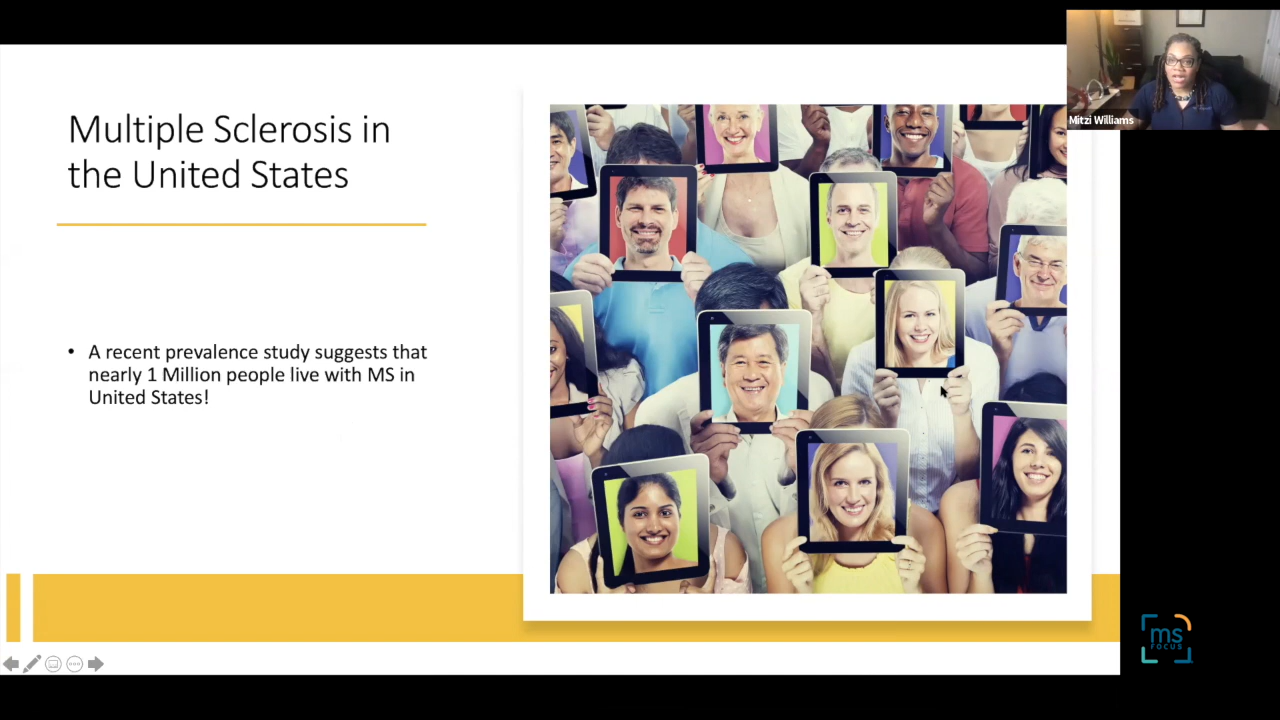 Multiple Sclerosis in
the United States
• A recent prevalence study suggests that
nearly 1 Million people live with MS in
United States!
Mitzi Williams
ms
FOCUS